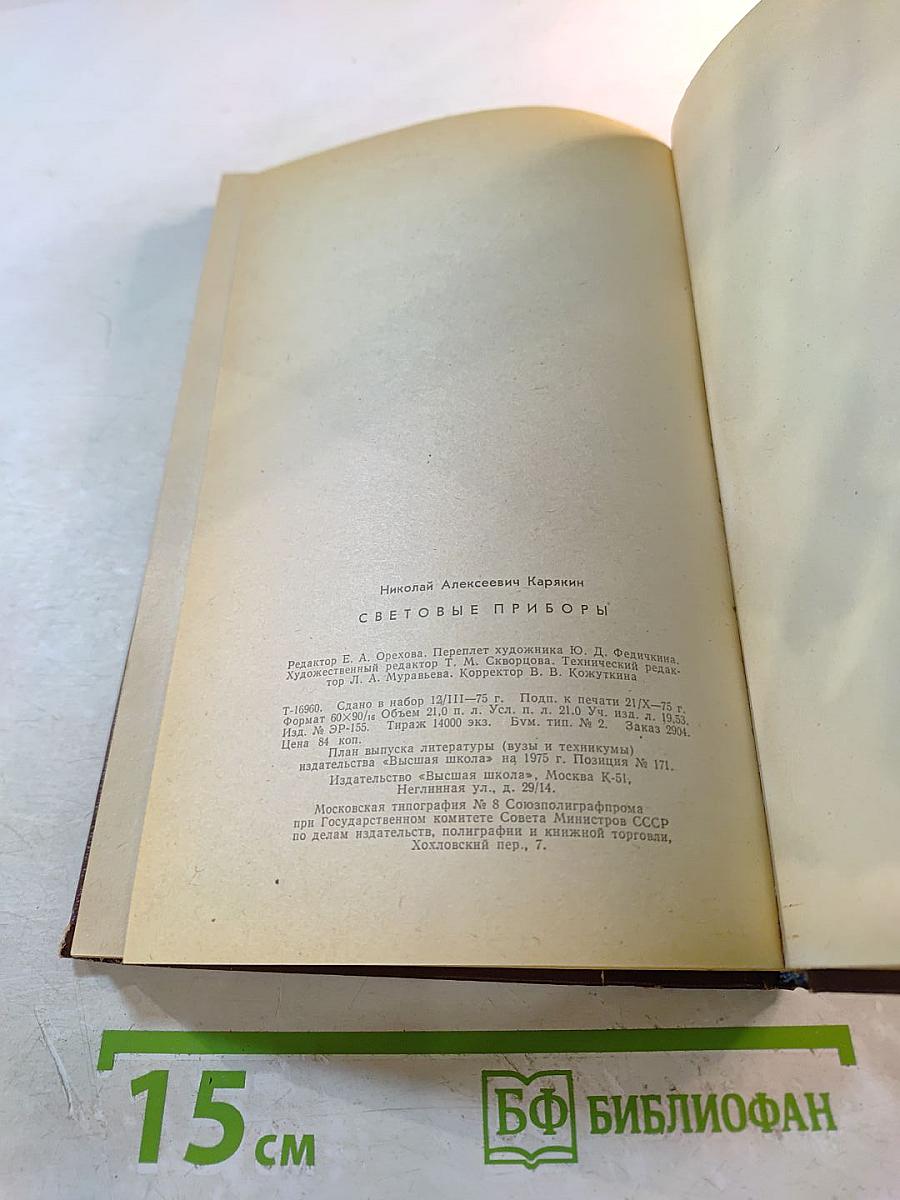 Николай Алексеевич Карякин
СВЕТОВЫЕ ПРИБОРЫ
Редактор Е. А. Орехова. Переплет художника Ю. Д. Федичкина.
Художественный редактор Т. М. Скворцова. Технический редак-
тор Л. А. Муравьева. Корректор В. В. Кожуткина
Т-16960. Сдано в набор 12/III—75 г. Подп. к печати 21/X—75 г.
Формат 60×90/16 Объем 21,0 п. л. Усл. п. л. 21.0 Уч. изд. л. 19,53.
Изд. № ЭР-155. Тираж 14000 экз. Бум. тип. № 2. Заказ 2904.
Цена 84 коп.
План выпуска литературы (вузы и техникумы)
издательства «Высшая школа» на 1975 г. Позиция № 171.
Издательство «Высшая школа», Москва К-51,
Неглинная ул., д. 29/14.
Московская типография № 8 Союзполиграфпрома
при Государственном комитете Совета Министров СССР
по делам издательств, полиграфии и книжной торговли,
Хохловский пер., 7.
15 см
БФ БИБЛИОФАН